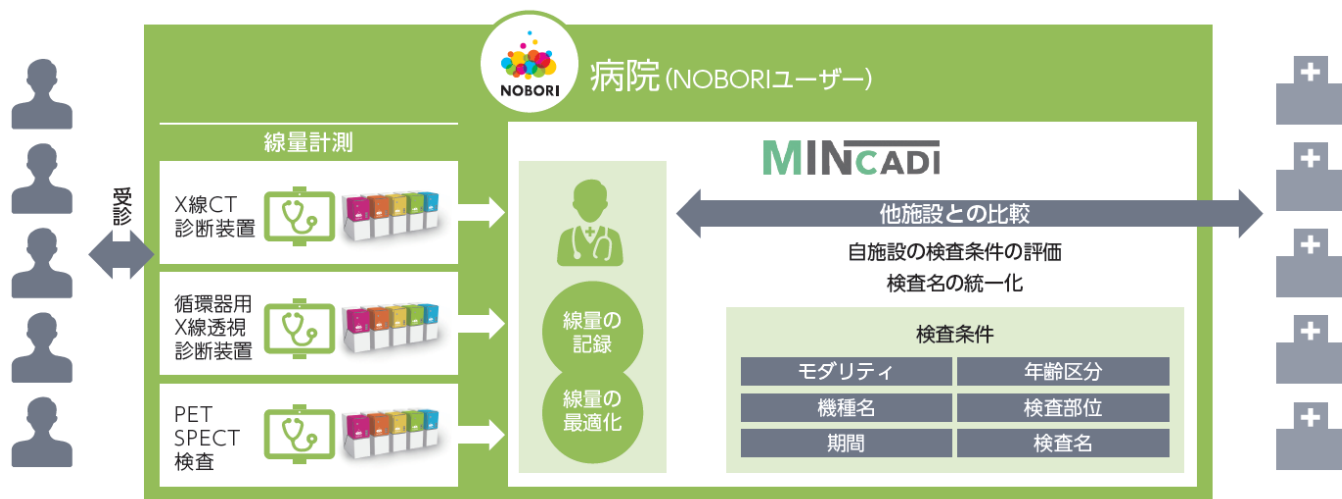 NOBORI
病院(NOBORIユーザー)
受診
線量計測
X線CT
診断装置
循環器用
X線透視
診断装置
PET
SPECT
検査
線量の
記録
線量の
最適化
MINCADI
他施設との比較
自施設の検査条件の評価
検査名の統一化
検査条件
モダリティ
年齢区分
機種名
検査部位
期間
検査名